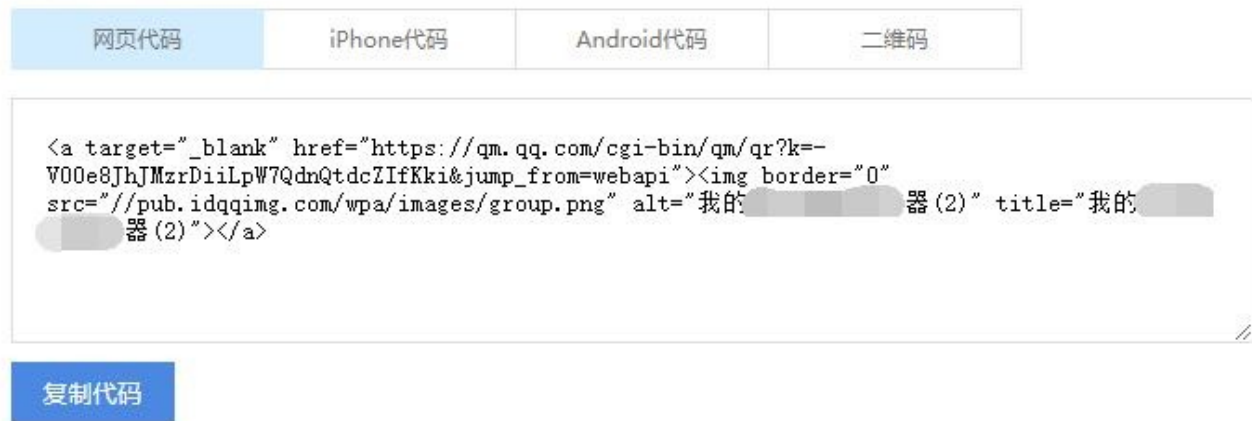 网页代码 iPhone代码 Android代码 二维码
<a target="_blank" href="https://qm.qq.com/cgi-bin/qm/qr?k=-
V00e8JhJMzrDiiLpW7QdnQtdcZIfKki&jump_from=webapi"><img border="0"
src="//pub.idqqimg.com/wpa/images/group.png" alt="我的 器(2)" title="我的
器(2)"></a>
复制代码